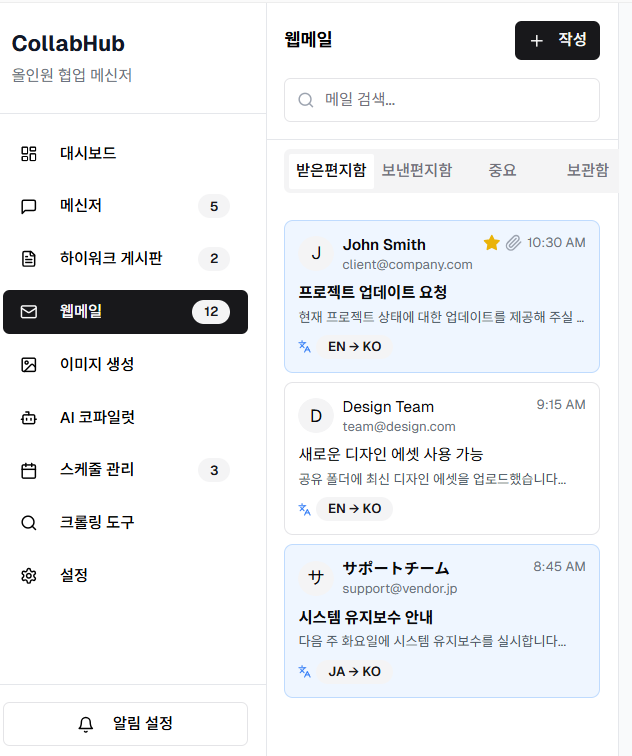 CollabHub
올인원 협업 메신저
대시보드
메신저 5
하이워크 게시판 2
웹메일 12
이미지 생성
AI 코파일럿
스케줄 관리 3
크롤링 도구
설정
알림 설정
웹메일
+ 작성
메일 검색...
받은편지함 보낸편지함 중요 보관함
J John Smith 10:30 AM
client@company.com
프로젝트 업데이트 요청
현재 프로젝트 상태에 대한 업데이트를 제공해 주실 ...
EN → KO
D Design Team 9:15 AM
team@design.com
새로운 디자인 에셋 사용 가능
공유 폴더에 최신 디자인 에셋을 업로드했습니다...
EN → KO
サ サポートチーム 8:45 AM
support@vendor.jp
시스템 유지보수 안내
다음 주 화요일에 시스템 유지보수를 실시합니다...
JA → KO